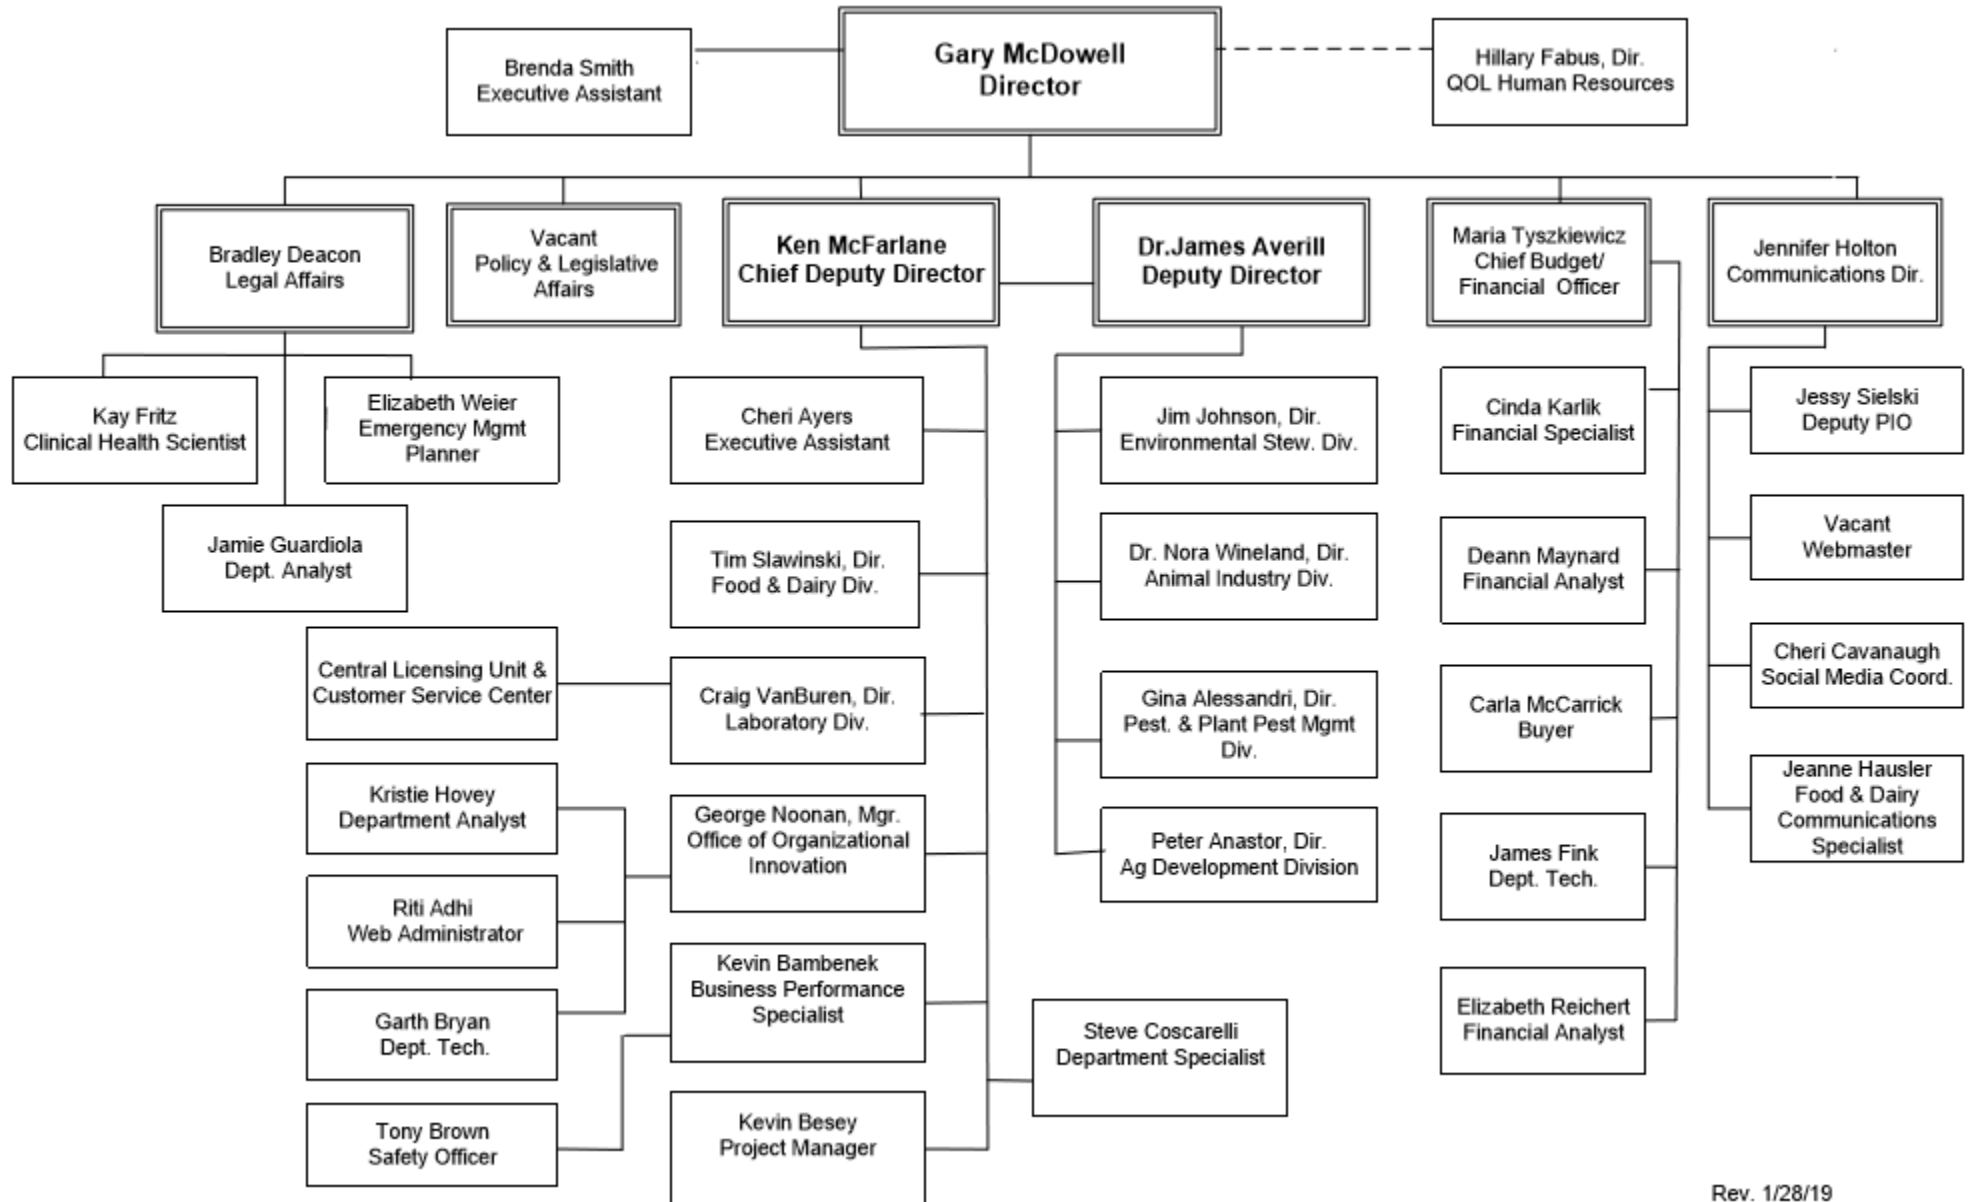 Brenda Smith
Executive Assistant
Gary McDowell
Director
Hillary Fabus, Dir.
QOL Human Resources
Bradley Deacon
Legal Affairs
Vacant
Policy & Legislative
Affairs
Ken McFarlane
Chief Deputy Director
Dr.James Averill
Deputy Director
Maria Tyszkiewicz
Chief Budget/
Financial Officer
Jennifer Holton
Communications Dir.
Kay Fritz
Clinical Health Scientist
Elizabeth Weier
Emergency Mgmt
Planner
Jamie Guardiola
Dept. Analyst
Cheri Ayers
Executive Assistant
Tim Slawinski, Dir.
Food & Dairy Div.
Central Licensing Unit &
Customer Service Center
Craig VanBuren, Dir.
Laboratory Div.
Kristie Hovey
Department Analyst
Riti Adhi
Web Administrator
Garth Bryan
Dept. Tech.
George Noonan, Mgr.
Office of Organizational
Innovation
Kevin Bambenek
Business Performance
Specialist
Tony Brown
Safety Officer
Kevin Besey
Project Manager
Steve Coscarelli
Department Specialist
Jim Johnson, Dir.
Environmental Stew. Div.
Dr. Nora Wineland, Dir.
Animal Industry Div.
Gina Alessandri, Dir.
Pest. & Plant Pest Mgmt
Div.
Peter Anastor, Dir.
Ag Development Division
Cinda Karlik
Financial Specialist
Deann Maynard
Financial Analyst
Carla McCarrick
Buyer
James Fink
Dept. Tech.
Elizabeth Reichert
Financial Analyst
Jessy Sielski
Deputy PIO
Vacant
Webmaster
Cheri Cavanaugh
Social Media Coord.
Jeanne Hausler
Food & Dairy
Communications
Specialist
Rev. 1/28/19